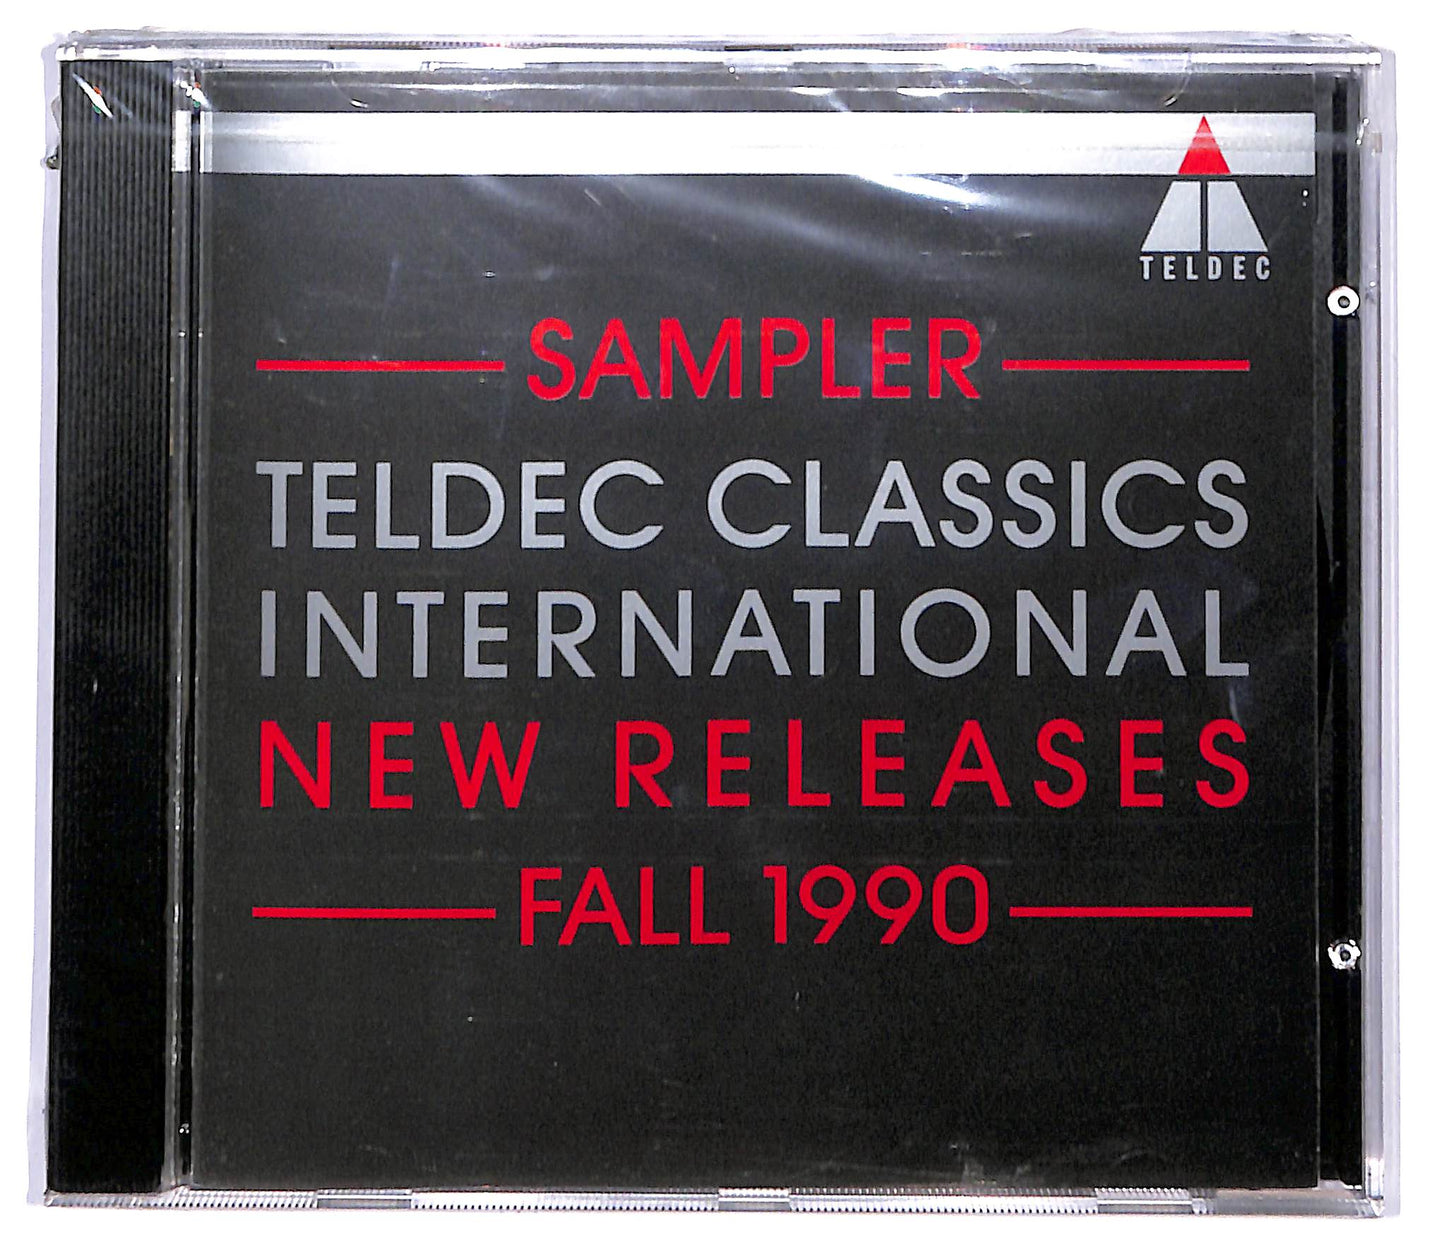 TELDEC
SAMPLER
TELDEC CLASSICS
INTERNATIONAL
NEW RELEASES
FALL 1990